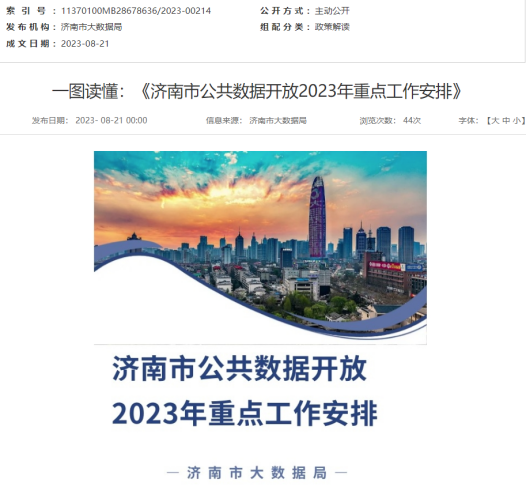 索 引 号 : 11370100MB28678636/2023-00214
公开方式 : 主动公开
发布机构 : 济南市大数据局
组配分类 : 政策解读
成文日期 : 2023-08-21
一图读懂：《济南市公共数据开放2023年重点工作安排》
发布日期： 2023- 08-21 00:00 信息来源： 济南市大数据局 浏览次数： 44次 字体：【大 中 小】
济南市公共数据开放
2023年重点工作安排
— 济南市大数据局 —